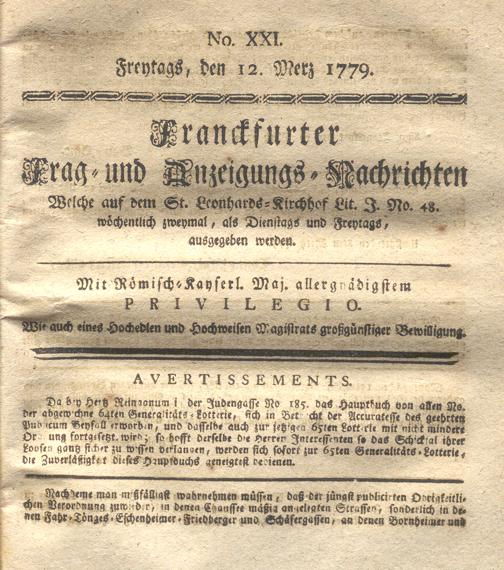 No. XXI.
Freytags, den 12. Merz 1779.
Franckfurter
Frag- und Anzeigungs-Nachrichten
Welche auf dem St. Leonhards-Kirchhof Lit. J. No. 48.
wöchentlich zweymal, als Dienstags und Freytags,
ausgegeben werden.
Mit Römisch-Kayserl. Maj. allergnädigstem
PRIVILEGIO.
Wie auch eines Hochedlen und Hochweisen Magistrats großgünstiger Bewilligung.
AVERTISSEMENTS.
Da bey Hertz Reinganum in der Judengasse No 185. das Hauptbuch von allen No.
der abgewichne 64ten Generalitäts-Lotterie, sich in Betracht der Accuratesse des geehrten
Publicum Beyfall erworben, und dasselbe auch zur jetzigen 65ten Lotterie mit nicht mindere
Ordnung fortgesetzt wird; so hofft derselbe die Herren Interessenten so das Schicksal ihrer
Loosen gantz sicher zu wissen verlangen, werden sich sofort zur 65ten Generalitäts-Lotterie,
die Zuverläßigkeit dieses Hauptbuchs geneigtest bedienen.
Nachdeme man mißfälligst wahrnehmen müssen, daß der jüngst publicirten Obrigkeitli-
chen Verordnung zuwieder, in denen Chaussee mäßig angelegten Strassen, sonderlich in de-
nen Fahr-Tönges-Eschenheimer-Friedberger und Schäfergassen, an denen Bornheimer und